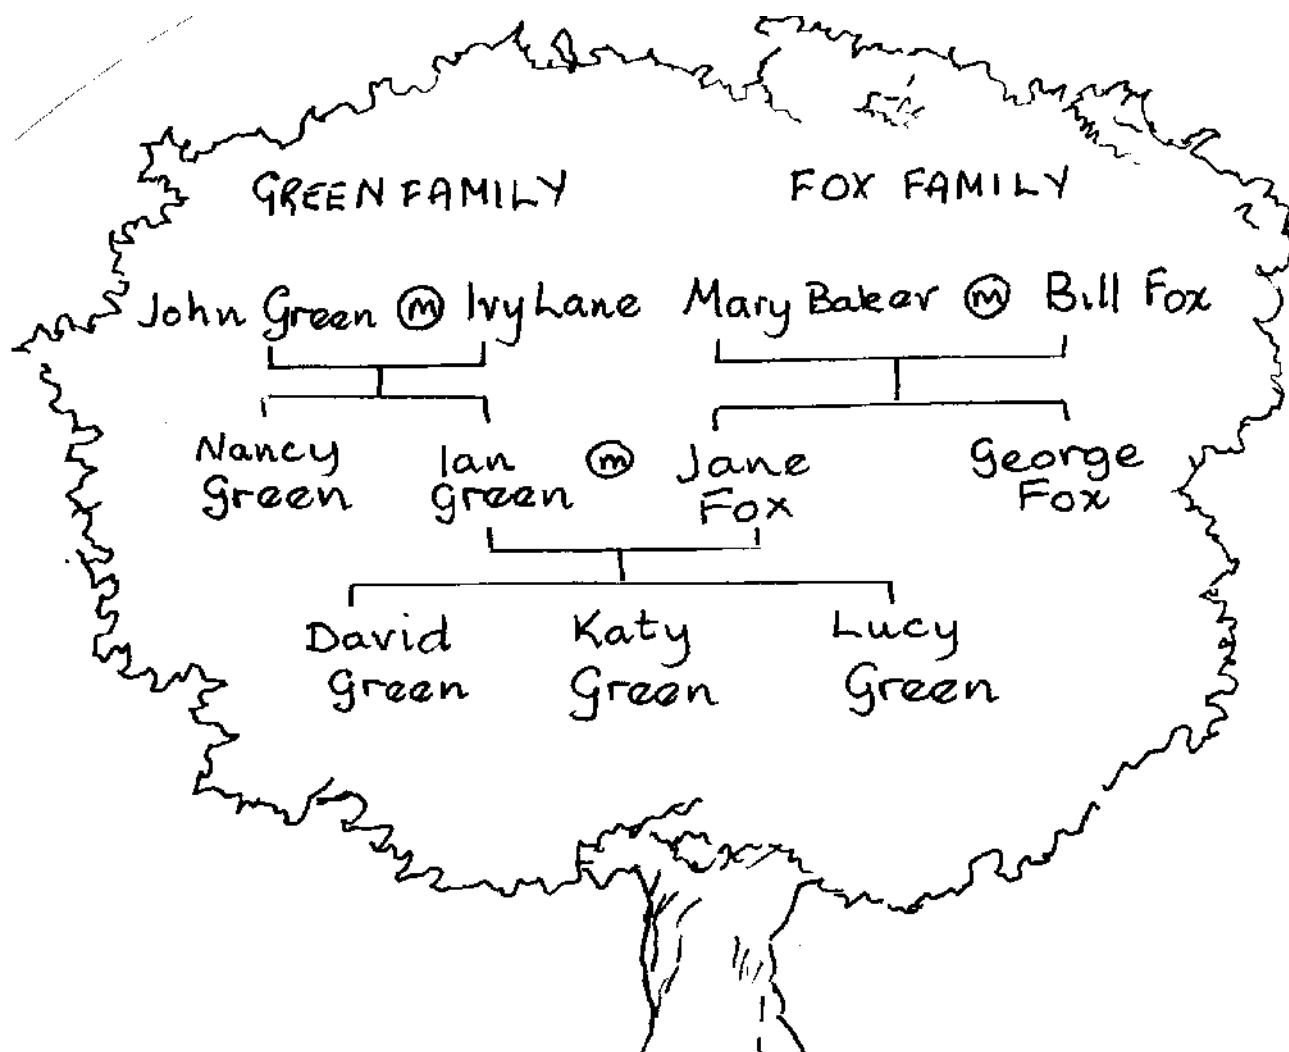 GREEN FAMILY FOX FAMILY
John Green m Ivy Lane Mary Baker m Bill Fox
Nancy Ian m Jane George
Green Green Fox Fox
David Katy Lucy
Green Green Green